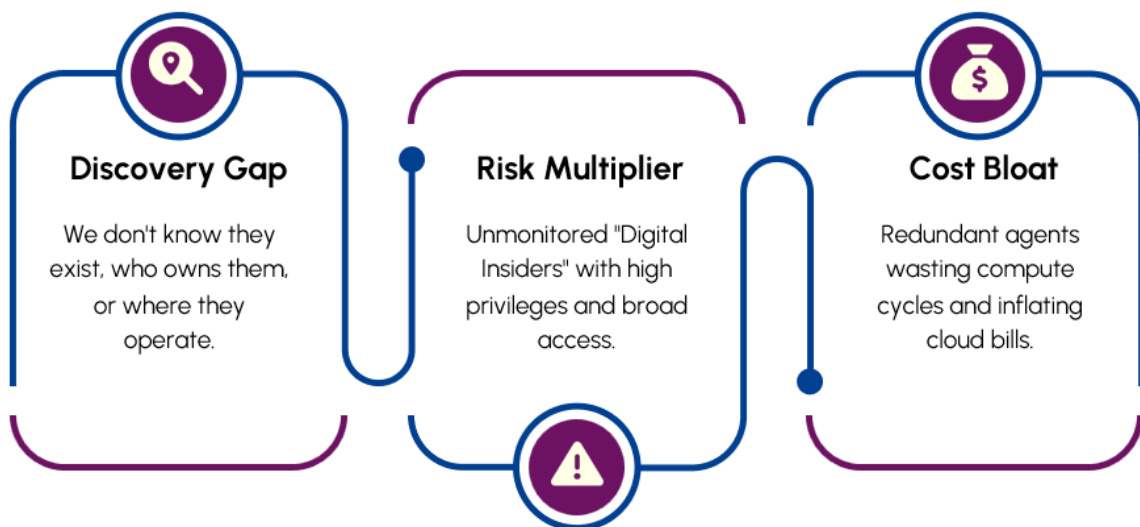 Discovery Gap
We don't know they
exist, who owns them,
or where they
operate.
Risk Multiplier
Unmonitored "Digital
Insiders" with high
privileges and broad
access.
$
Cost Bloat
Redundant agents
wasting compute
cycles and inflating
cloud bills.